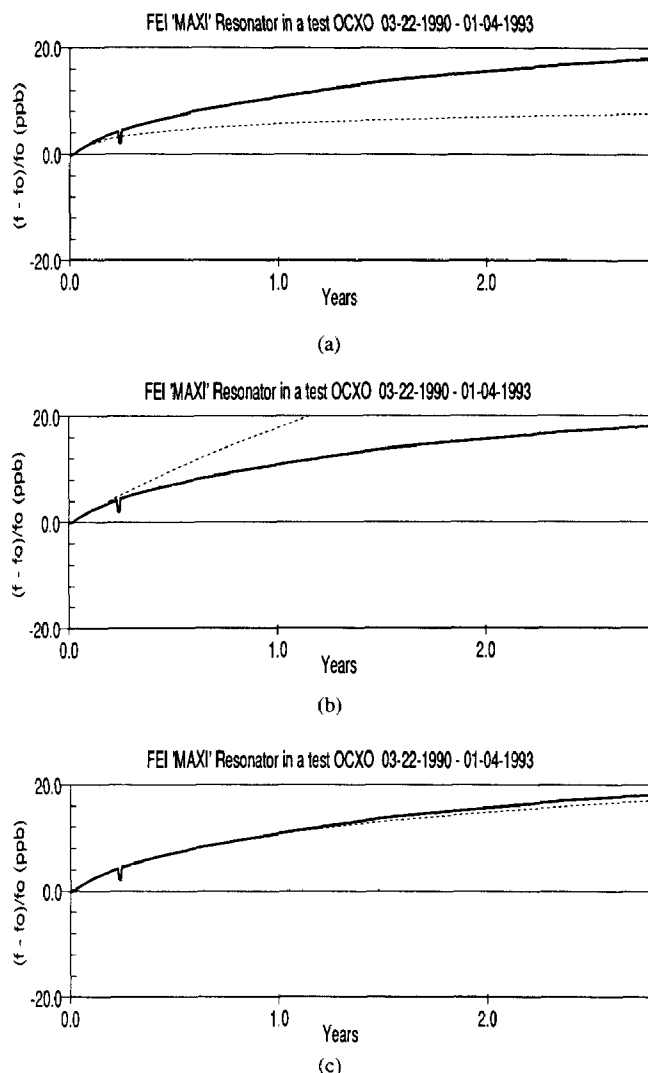 FEI 'MAXI' Resonator in a test OCXO 03-22-1990 - 01-04-1993
20.0
(f - fo)/fo (ppb)
0.0
-20.0
0.0 1.0 2.0
Years
(a)
FEI 'MAXI' Resonator in a test OCXO 03-22-1990 - 01-04-1993
20.0
(f - fo)/fo (ppb)
0.0
-20.0
0.0 1.0 2.0
Years
(b)
FEI 'MAXI' Resonator in a test OCXO 03-22-1990 - 01-04-1993
20.0
(f - fo)/fo (ppb)
0.0
-20.0
0.0 1.0 2.0
Years
(c)